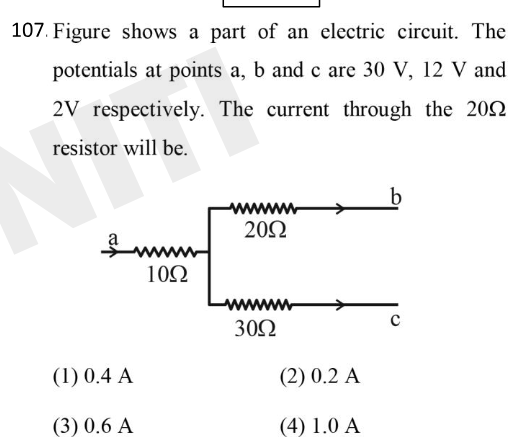 107. Figure shows a part of an electric circuit. The
potentials at points a, b and c are 30 V, 12 V and
2V respectively. The current through the 20Ω
resistor will be.
NITI
b
20Ω
a
10Ω
30Ω
c
(1) 0.4 A (2) 0.2 A
(3) 0.6 A (4) 1.0 A